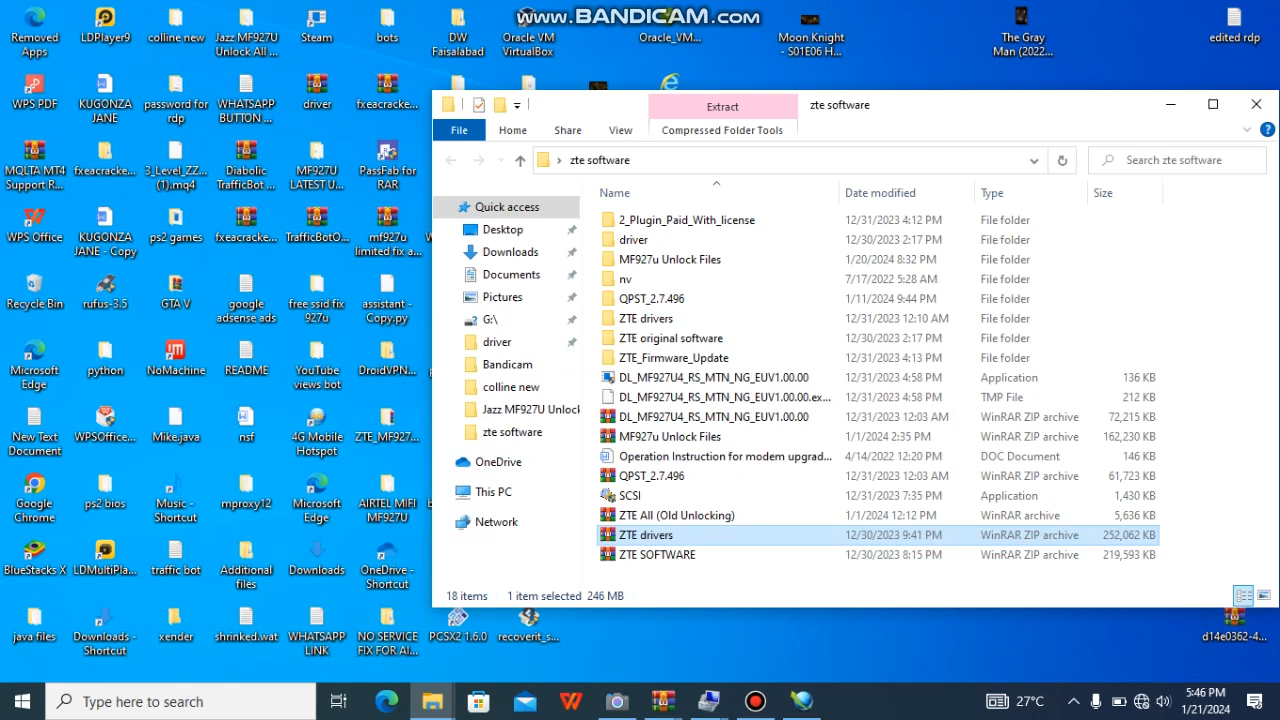 www.BANDICAM.com
Removed
Apps
LDPlayer9
colline new
Jazz MF927U
Unlock All ...
Steam
bots
DW
Faisalabad
Oracle VM
VirtualBox
Oracle_VM...
Moon Knight
- S01E06 H...
The Gray
Man (2022...
edited rdp
WPS PDF
KUGONZA
JANE
password for
rdp
WHATSAPP
BUTTON ...
driver
fxeacracke...
MQLTA MT4
Support R...
fxeacracke...
3_Level_ZZ...
(1).mq4
Diabolic
TrafficBot ...
MF927U
LATEST U...
PassFab for
RAR
WPS Office
KUGONZA
JANE - Copy
ps2 games
fxeacracke...
TrafficBotO...
mf927u
limited fix a...
Recycle Bin
rufus-3.5
GTA V
google
adsense ads
free ssid fix
927u
assistant -
Copy.py
Microsoft
Edge
python
NoMachine
README
YouTube
views bot
DroidVPN...
New Text
Document
WPSOffice...
Mike.java
nsf
4G Mobile
Hotspot
ZTE_MF927...
Google
Chrome
ps2 bios
Music -
Shortcut
mproxy12
Microsoft
Edge
AIRTEL MIFI
MF927U
BlueStacks X
LDMultiPla...
traffic bot
Additional
files
Downloads
OneDrive -
Shortcut
java files
Downloads -
Shortcut
xender
shrinked.wat
WHATSAPP
LINK
NO SERVICE
FIX FOR AI...
PCSX2 1.6.0
recoverit_s...
d14e0362-4...
Extract
zte software
File
Home
Share
View
Compressed Folder Tools
zte software
Search zte software
Quick access
Desktop
Downloads
Documents
Pictures
G:\
driver
Bandicam
colline new
Jazz MF927U Unlock
zte software
OneDrive
This PC
Network
Name Date modified Type Size
2_Plugin_Paid_With_license 12/31/2023 4:12 PM File folder
driver 12/30/2023 2:17 PM File folder
MF927u Unlock Files 1/20/2024 8:32 PM File folder
nv 7/17/2022 5:28 AM File folder
QPST_2.7.496 1/11/2024 9:44 PM File folder
ZTE drivers 12/31/2023 12:10 AM File folder
ZTE original software 12/30/2023 2:17 PM File folder
ZTE_Firmware_Update 12/31/2023 4:13 PM File folder
DL_MF927U4_RS_MTN_NG_EUV1.00.00 12/31/2023 4:58 PM Application 136 KB
DL_MF927U4_RS_MTN_NG_EUV1.00.00.ex... 12/31/2023 4:58 PM TMP File 212 KB
DL_MF927U4_RS_MTN_NG_EUV1.00.00 12/31/2023 12:03 AM WinRAR ZIP archive 72,215 KB
MF927u Unlock Files 1/1/2024 2:35 PM WinRAR ZIP archive 162,230 KB
Operation Instruction for modem upgrad... 4/14/2022 12:20 PM DOC Document 146 KB
QPST_2.7.496 12/31/2023 12:03 AM WinRAR ZIP archive 61,723 KB
SCSI 12/31/2023 7:35 PM Application 1,430 KB
ZTE All (Old Unlocking) 1/1/2024 12:12 PM WinRAR archive 5,636 KB
ZTE drivers 12/30/2023 9:41 PM WinRAR ZIP archive 252,062 KB
ZTE SOFTWARE 12/30/2023 8:15 PM WinRAR ZIP archive 219,593 KB
18 items 1 item selected 246 MB
Type here to search
27°C
5:46 PM
1/21/2024